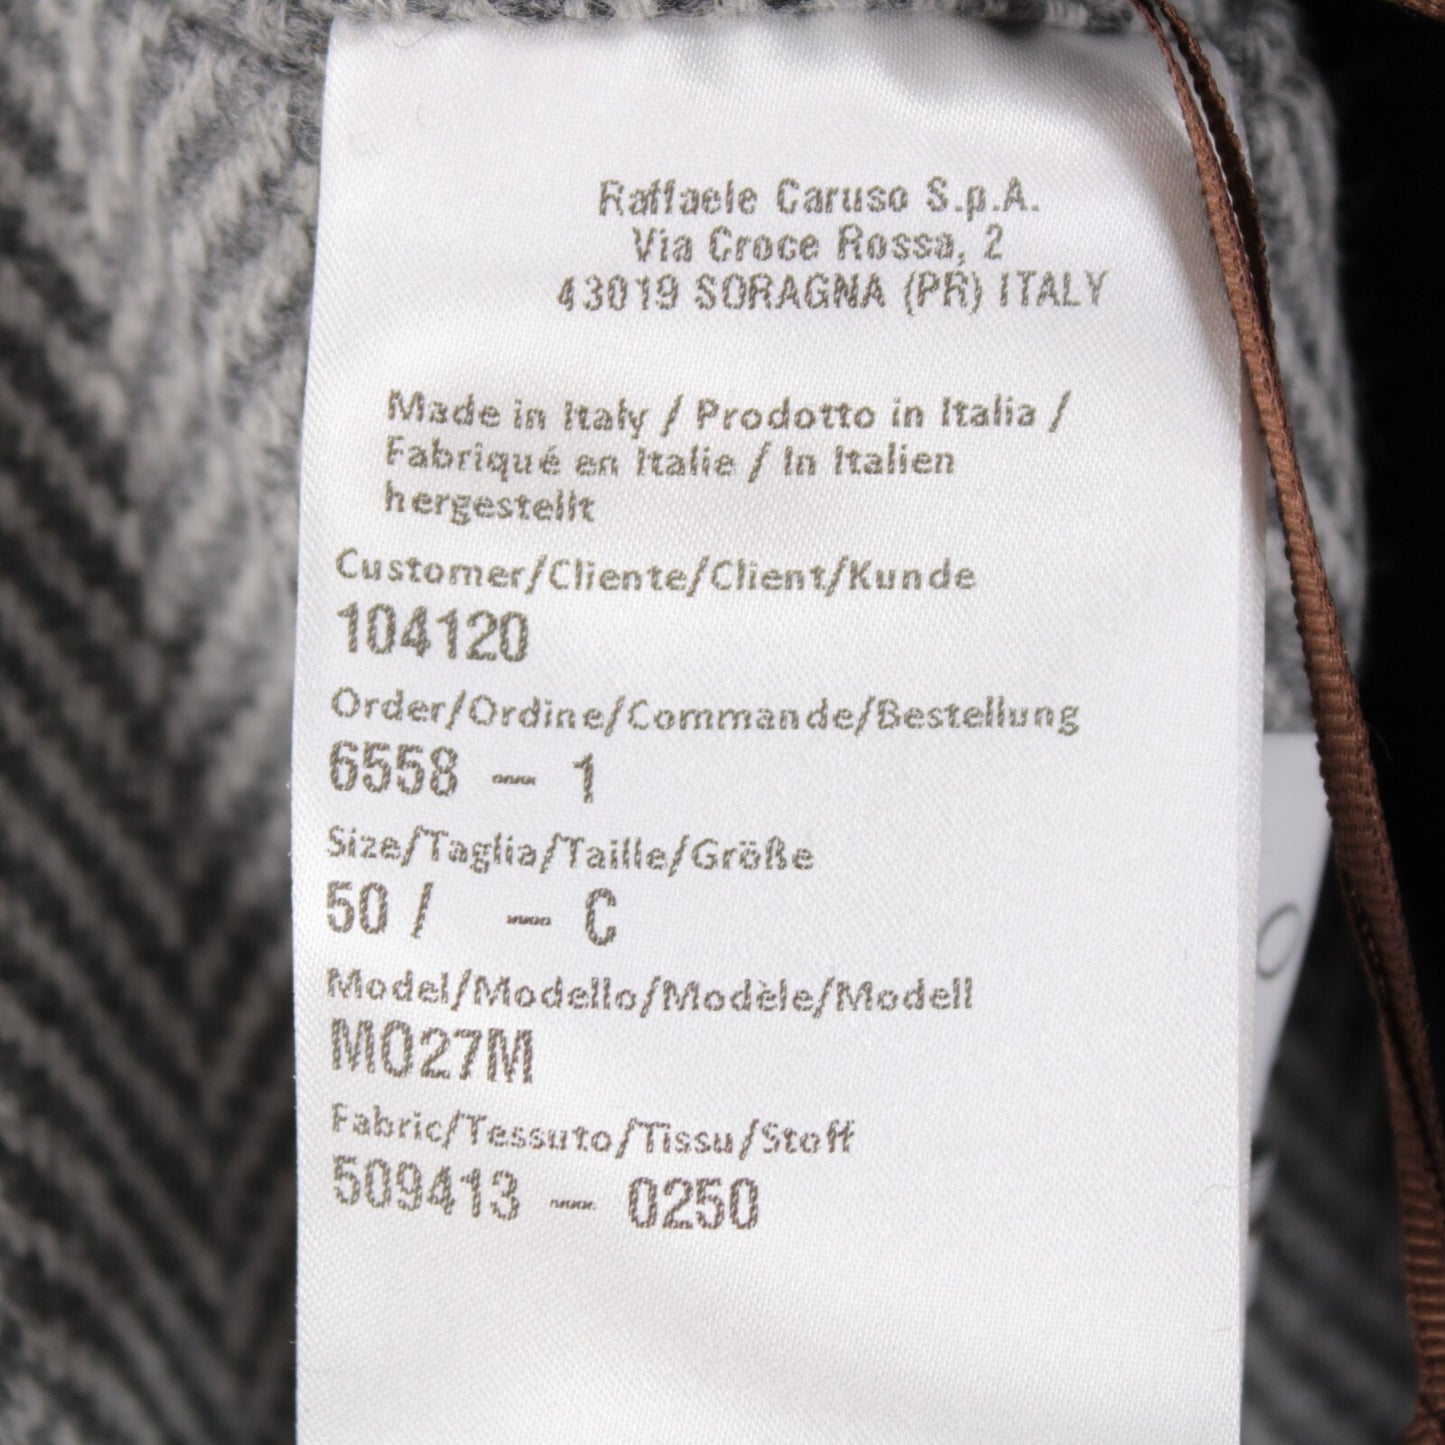 Raffaele Caruso S.p.A.
Via Croce Rossa, 2
43019 SORAGNA (PR) ITALY
Made in Italy / Prodotto in Italia /
Fabriqué en Italie / In Italien
hergestellt
Customer/Cliente/Client/Kunde
104120
Order/Ordine/Commande/Bestellung
6558 — 1
Size/Taglia/Taille/Größe
50 / — C
Model/Modello/Modèle/Modell
MO27M
Fabric/Tessuto/Tissu/Stoff
509413 — 0250
O